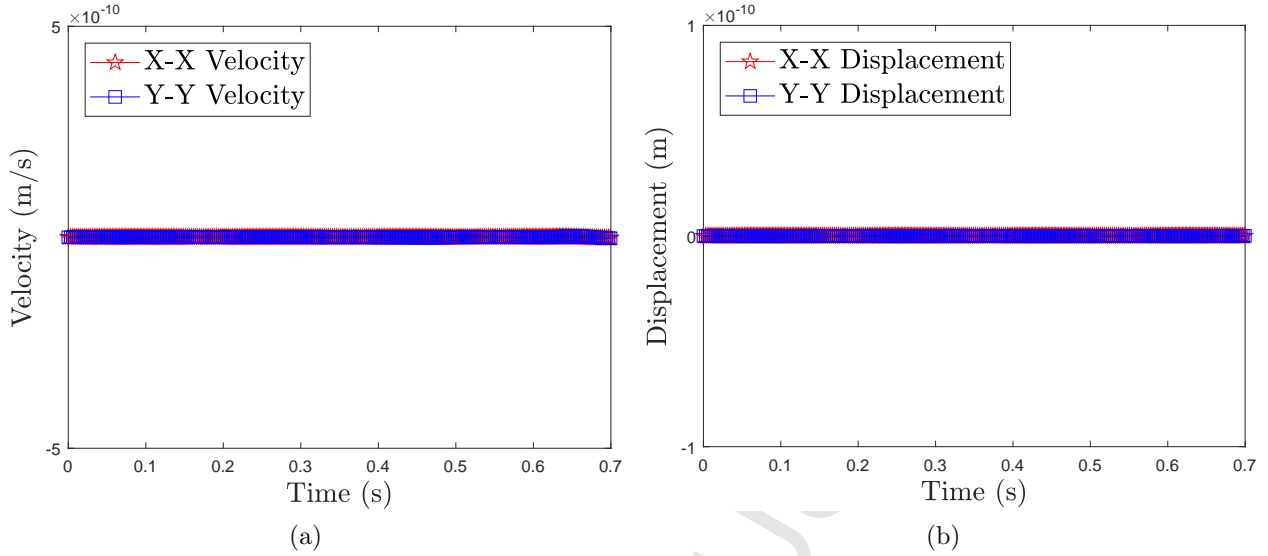 ×10⁻¹⁰
5
X-X Velocity
Y-Y Velocity
Velocity (m/s)
-5
0 0.1 0.2 0.3 0.4 0.5 0.6 0.7
Time (s)
(a)
×10⁻¹⁰
1
X-X Displacement
Y-Y Displacement
Displacement (m)
0
-1
0 0.1 0.2 0.3 0.4 0.5 0.6 0.7
Time (s)
(b)